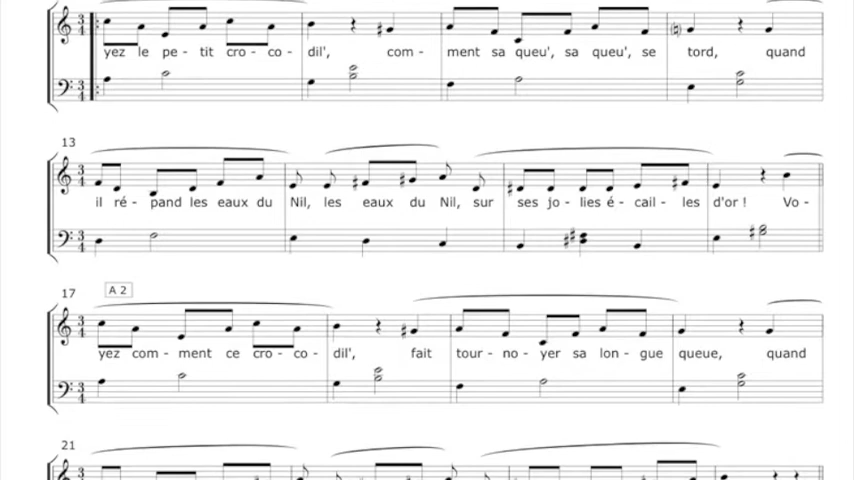 yez le pe - tit cro - co - dil', com - ment sa queu', sa queu', se tord, quand
13
il ré - pand les eaux du Nil, les eaux du Nil, sur ses jo - lies é - cail - les d'or ! Vo -
17 A 2
yez com - ment ce cro - co - dil', fait tour - no - yer sa lon - gue queue, quand
21